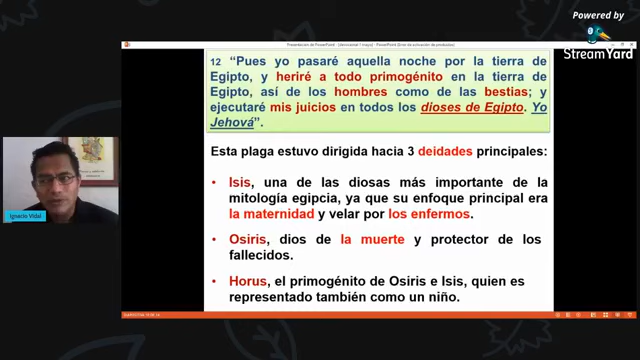 Powered by
StreamYard
Presentación de PowerPoint
12 “Pues yo pasaré aquella noche por la tierra de
Egipto, y heriré a todo primogénito en la tierra de
Egipto, así de los hombres como de las bestias; y
ejecutaré mis juicios en todos los dioses de Egipto. Yo
Jehová”.
Esta plaga estuvo dirigida hacia 3 deidades principales:
• Isis, una de las diosas más importante de la
mitología egipcia, ya que su enfoque principal era
la maternidad y velar por los enfermos.
• Osiris, dios de la muerte y protector de los
fallecidos.
• Horus, el primogénito de Osiris e Isis, quien es
representado también como un niño.
Ignacio Vidal